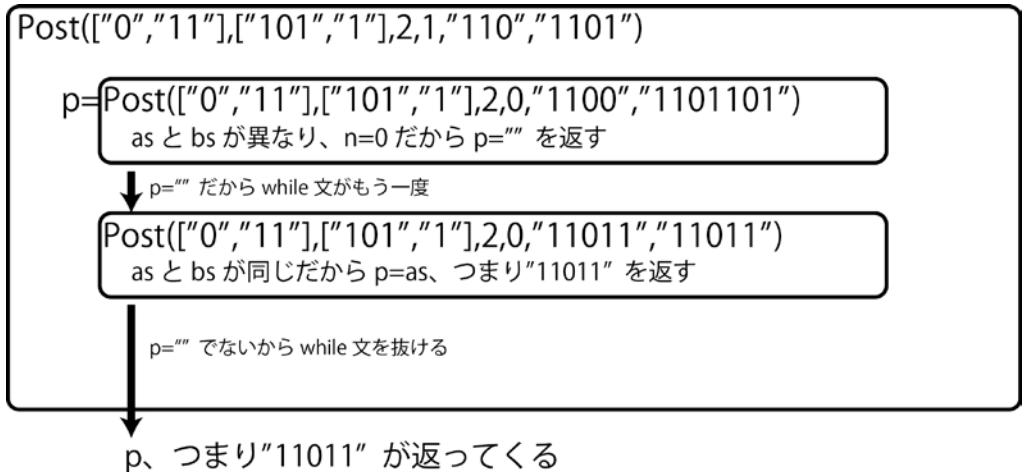 Post(["0","11"],["101","1"],2,1,"110","1101")
p=Post(["0","11"],["101","1"],2,0,"1100","1101101")
as と bs が異なり、n=0 だから p="" を返す
p="" だから while 文がもう一度
Post(["0","11"],["101","1"],2,0,"11011","11011")
as と bs が同じだから p=as、つまり"11011" を返す
p="" でないから while 文を抜ける
p、つまり"11011" が返ってくる